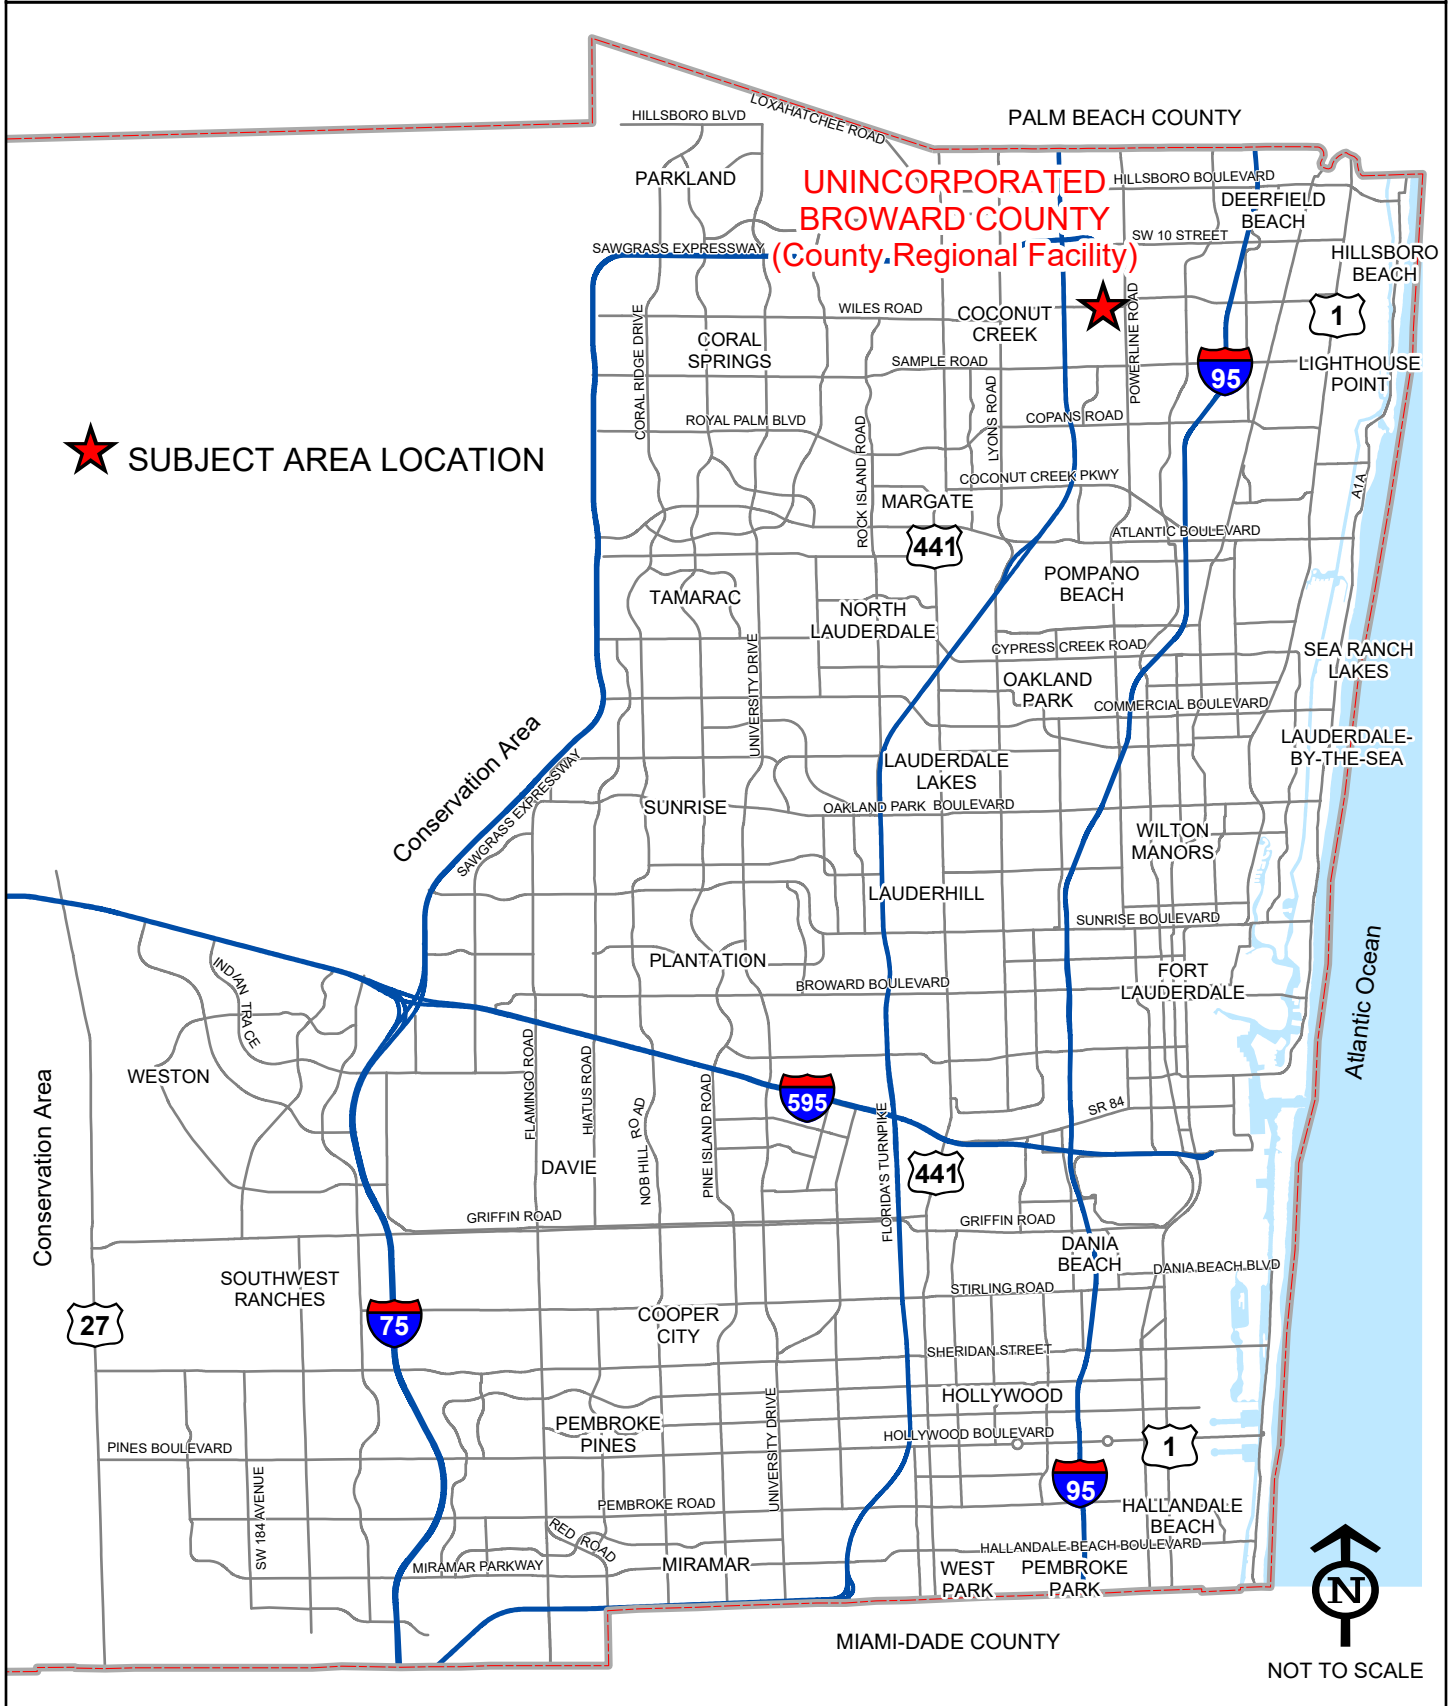 PALM BEACH COUNTY
HILLSBORO BLVD
LOXAHATCHEE ROAD
PARKLAND
UNINCORPORATED
BROWARD COUNTY
(County Regional Facility)
HILLSBORO BOULEVARD
DEERFIELD
BEACH
SW 10 STREET
SAWGRASS EXPRESSWAY
HILLSBORO
BEACH
WILES ROAD
COCONUT
CREEK
POWERLINE ROAD
1
CORAL RIDGE DRIVE
CORAL
SPRINGS
SAMPLE ROAD
95
LIGHTHOUSE
POINT
LYONS ROAD
COPANS ROAD
ROYAL PALM BLVD
ROCK ISLAND ROAD
SUBJECT AREA LOCATION
COCONUT CREEK PKWY
A1A
MARGATE
441
ATLANTIC BOULEVARD
POMPANO
BEACH
TAMARAC
NORTH
LAUDERDALE
UNIVERSITY DRIVE
CYPRESS CREEK ROAD
SEA RANCH
LAKES
OAKLAND
PARK
COMMERCIAL BOULEVARD
LAUDERDALE-
BY-THE-SEA
Conservation Area
SAWGRASS EXPRESSWAY
LAUDERDALE
LAKES
SUNRISE
OAKLAND PARK BOULEVARD
WILTON
MANORS
LAUDERHILL
SUNRISE BOULEVARD
Atlantic Ocean
PLANTATION
BROWARD BOULEVARD
FORT
LAUDERDALE
INDIAN TRACE
WESTON
Conservation Area
FLAMINGO ROAD
HIATUS ROAD
NOB HILL ROAD
PINE ISLAND ROAD
595
FLORIDA'S TURNPIKE
SR 84
DAVIE
441
GRIFFIN ROAD
GRIFFIN ROAD
DANIA
BEACH
DANIA BEACH BLVD
SOUTHWEST
RANCHES
STIRLING ROAD
27
75
COOPER
CITY
SHERIDAN STREET
UNIVERSITY DRIVE
HOLLYWOOD
PEMBROKE
PINES
HOLLYWOOD BOULEVARD
PINES BOULEVARD
1
SW 184 AVENUE
95
PEMBROKE ROAD
HALLANDALE
BEACH
RED ROAD
HALLANDALE BEACH BOULEVARD
MIRAMAR PARKWAY
MIRAMAR
WEST
PARK
PEMBROKE
PARK
N
MIAMI-DADE COUNTY
NOT TO SCALE